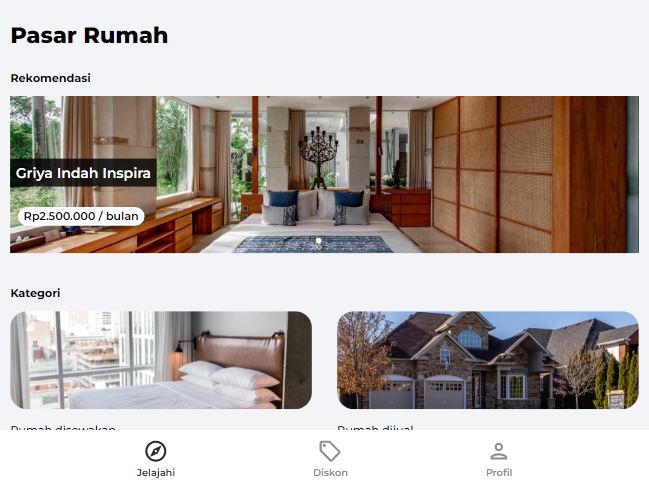 Pasar Rumah
Rekomendasi
Griya Indah Inspira
Rp2.500.000 / bulan
Kategori
Rumah disewakan
Rumah dijual
Jelajahi
Diskon
Profil